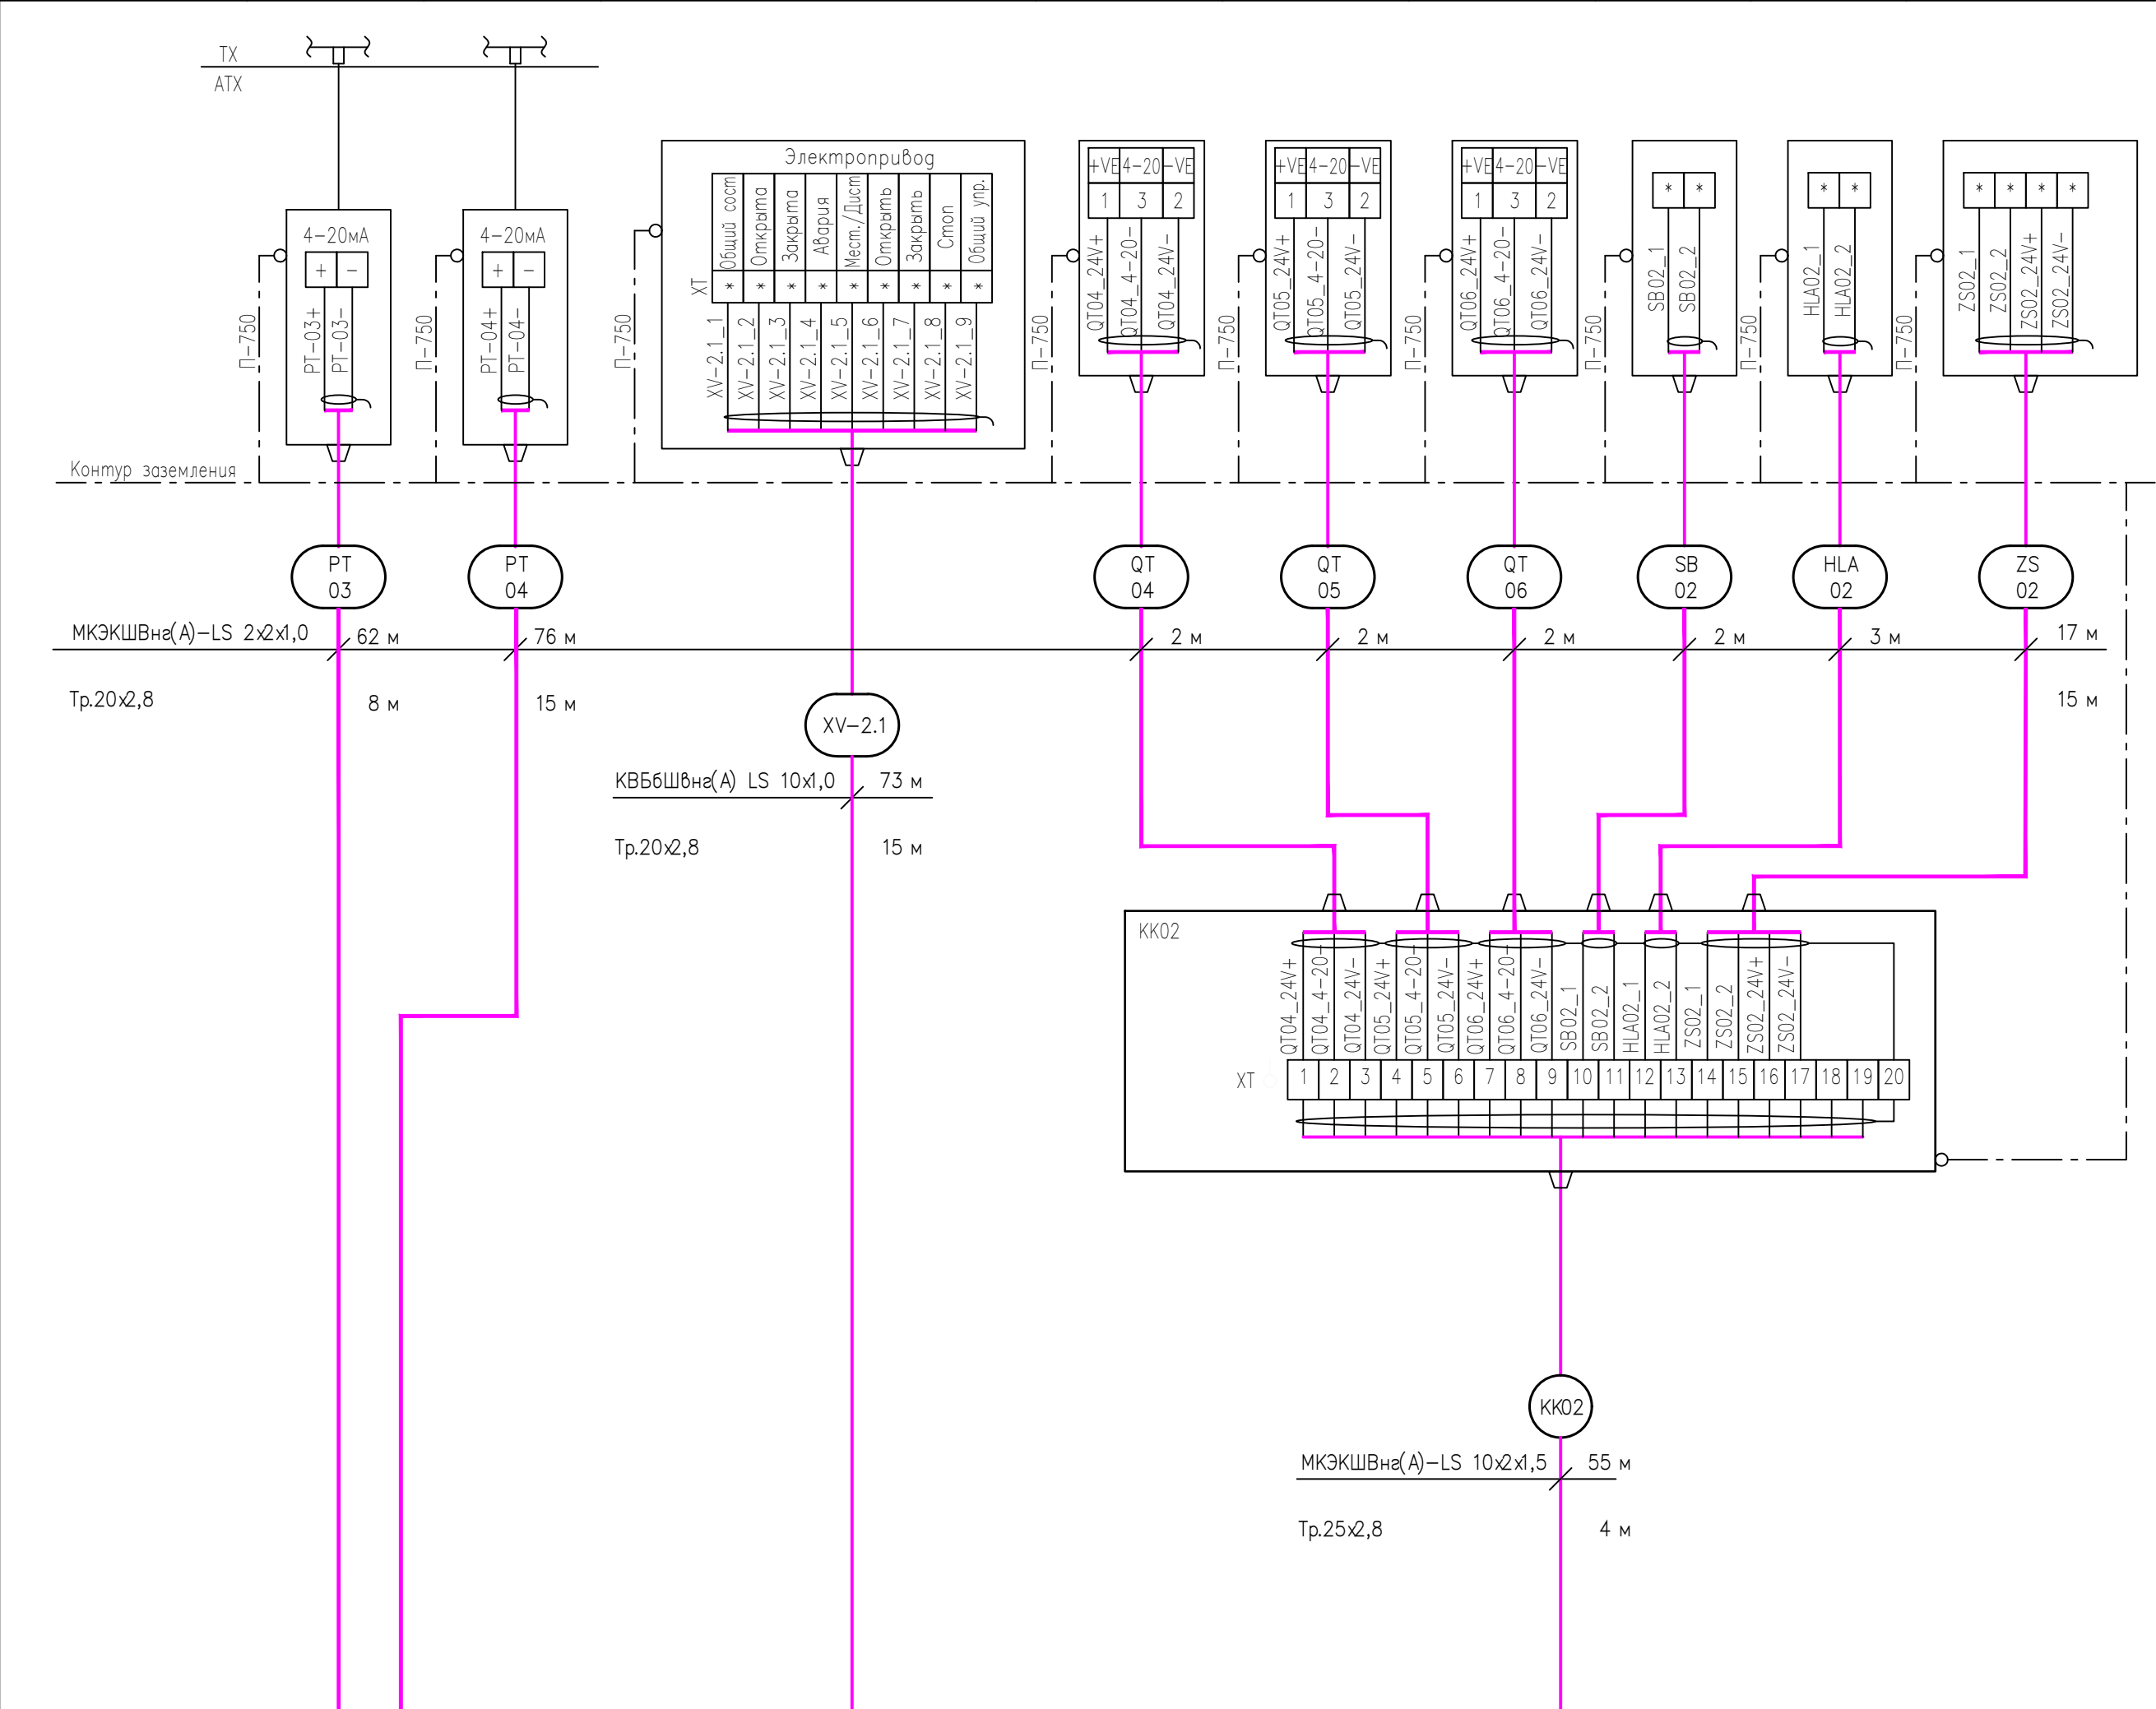 TX
ATX
4-20мА
+ -
PT-03+
PT-03-
П-750
4-20мА
+ -
PT-04+
PT-04-
П-750
Электропривод
Общий сост
Открыта
Закрыта
Авария
Мест./Дист
Открыть
Закрыть
Стоп
Общий упр.
XT
* * * * * * * * *
XV-2.1_1
XV-2.1_2
XV-2.1_3
XV-2.1_4
XV-2.1_5
XV-2.1_6
XV-2.1_7
XV-2.1_8
XV-2.1_9
П-750
+VE 4-20 -VE
1 3 2
QT04_24V+
QT04_4-20-
QT04_24V-
П-750
+VE 4-20 -VE
1 3 2
QT05_24V+
QT05_4-20-
QT05_24V-
П-750
+VE 4-20 -VE
1 3 2
QT06_24V+
QT06_4-20-
QT06_24V-
П-750
* *
SB02_1
SB02_2
П-750
* *
HLA02_1
HLA02_2
П-750
* * * *
ZS02_1
ZS02_2
ZS02_24V+
ZS02_24V-
П-750
Контур заземления
PT
03
PT
04
QT
04
QT
05
QT
06
SB
02
HLA
02
ZS
02
МКЭКШВнг(А)-LS 2x2x1,0 62 м 76 м 2 м 2 м 2 м 2 м 3 м 17 м
Тр.20x2,8 8 м 15 м 15 м
XV-2.1
КВБбШвнг(А) LS 10x1,0 73 м
Тр.20x2,8 15 м
KK02
QT04_24V+
QT04_4-20-
QT04_24V-
QT05_24V+
QT05_4-20-
QT05_24V-
QT06_24V+
QT06_4-20-
QT06_24V-
SB02_1
SB02_2
HLA02_1
HLA02_2
ZS02_1
ZS02_2
ZS02_24V+
ZS02_24V-
XT 1 2 3 4 5 6 7 8 9 10 11 12 13 14 15 16 17 18 19 20
KK02
МКЭКШВнг(А)-LS 10x2x1,5 55 м
Тр.25x2,8 4 м